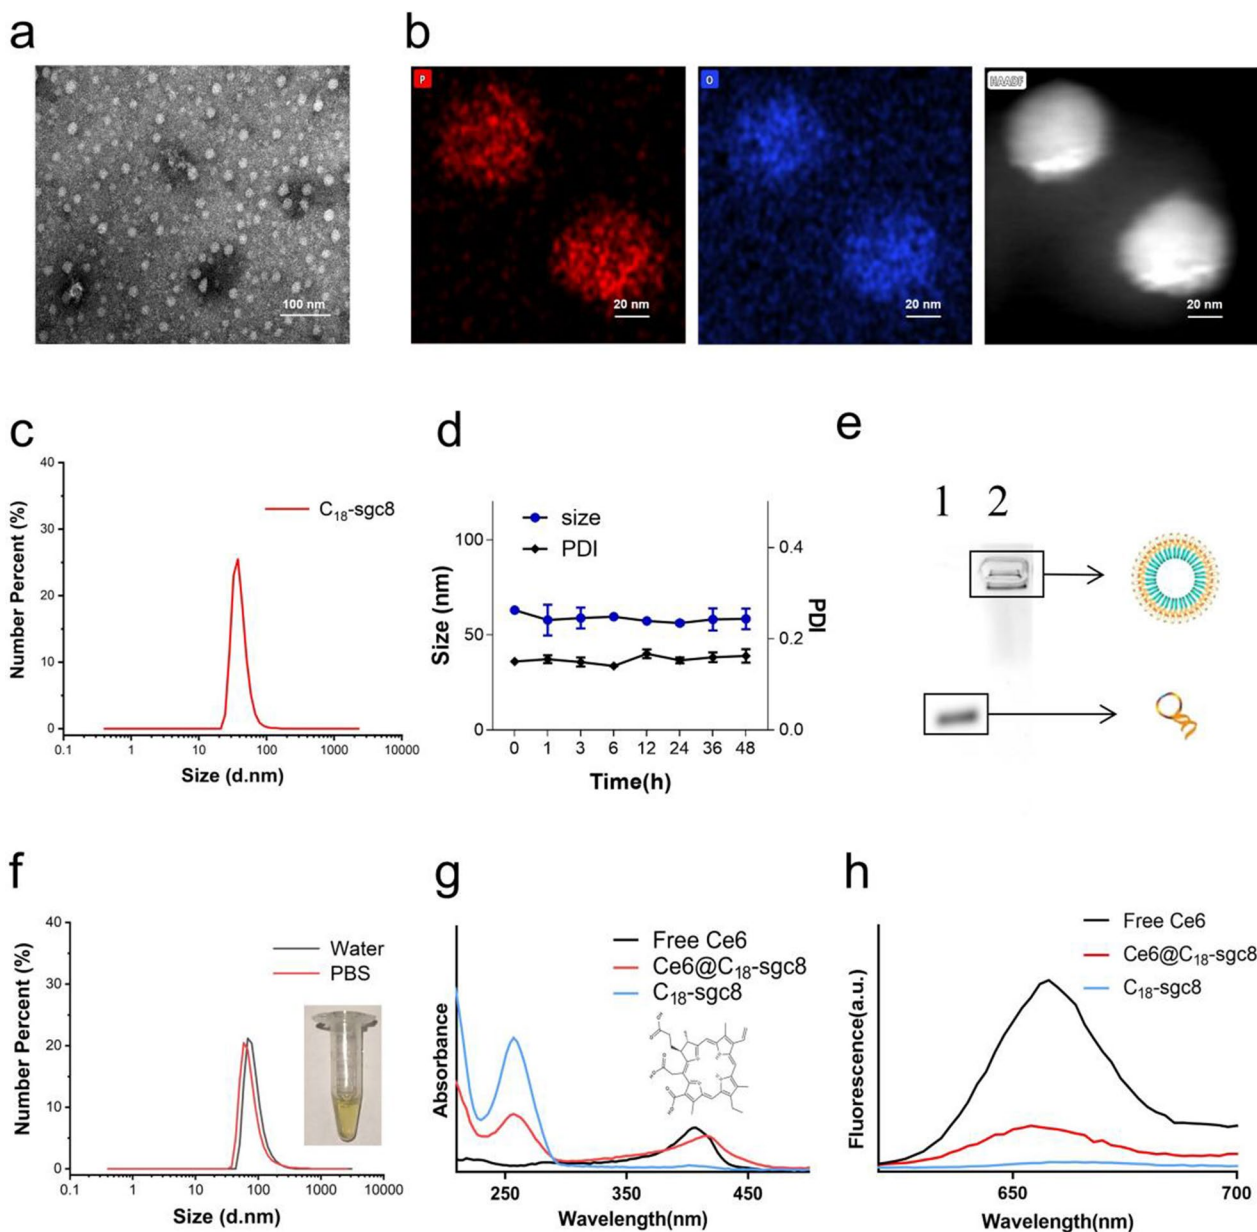 a
b
100 nm
P
20 nm
O
20 nm
HAADF
20 nm
c
Number Percent (%)
40
30
20
10
0
C₁₈-sgc8
0.1
1
10
100
1000
10000
Size (d.nm)
d
size
PDI
Size (nm)
100
50
0
PDI
0.4
0.2
0.0
0 1 3 6 12 24 36 48
Time(h)
e
1 2
f
Number Percent (%)
40
30
20
10
0
Water
PBS
0.1
1
10
100
1000
10000
Size (d.nm)
g
Absorbance
Free Ce6
Ce6@C₁₈-sgc8
C₁₈-sgc8
250 350 450
Wavelength(nm)
h
Fluorescence(a.u.)
Free Ce6
Ce6@C₁₈-sgc8
C₁₈-sgc8
650 700
Wavelength(nm)